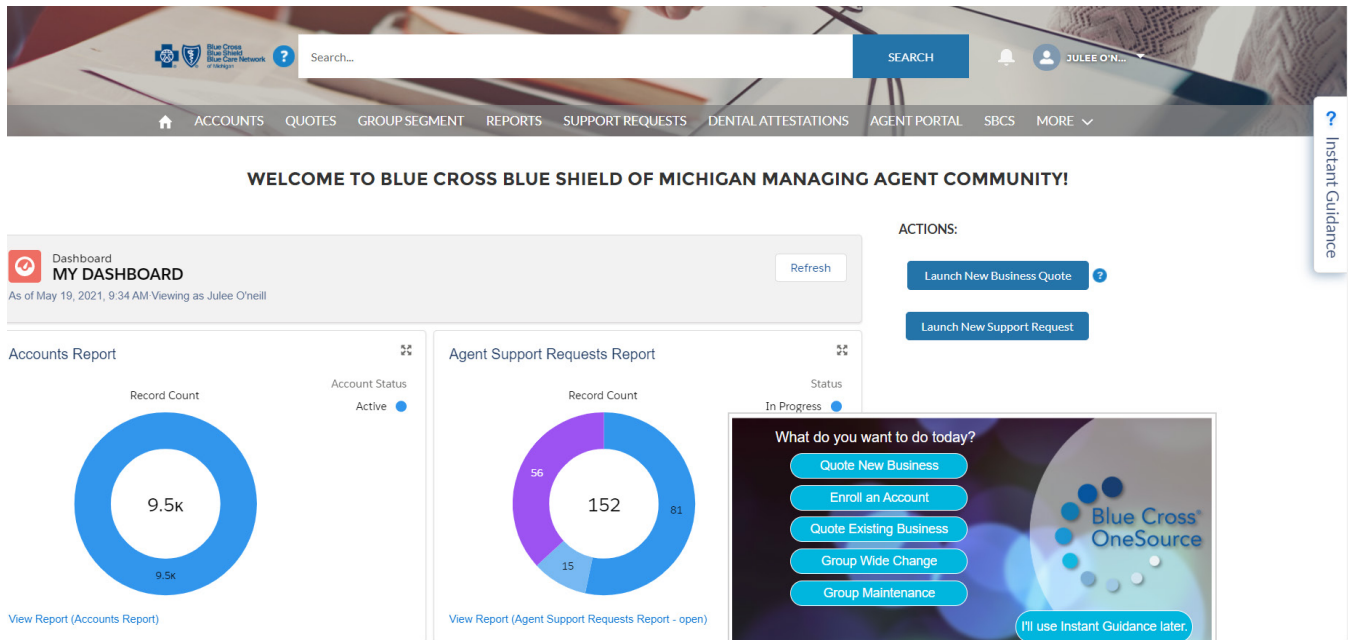 Blue Cross
Blue Shield
Blue Care Network
of Michigan
?
Search...
SEARCH
JULEE O'N...
ACCOUNTS QUOTES GROUP SEGMENT REPORTS SUPPORT REQUESTS DENTAL ATTESTATIONS AGENT PORTAL SBCS MORE
? Instant Guidance
WELCOME TO BLUE CROSS BLUE SHIELD OF MICHIGAN MANAGING AGENT COMMUNITY!
Dashboard
MY DASHBOARD
As of May 19, 2021, 9:34 AM·Viewing as Julee O'neill
Refresh
ACTIONS:
Launch New Business Quote ?
Launch New Support Request
Accounts Report
Account Status
Record Count
Active
9.5K
9.5K
View Report (Accounts Report)
Agent Support Requests Report
Status
Record Count
In Progress
56
152
81
15
View Report (Agent Support Requests Report - open)
What do you want to do today?
Quote New Business
Enroll an Account
Quote Existing Business
Group Wide Change
Group Maintenance
Blue Cross®
OneSource
I'll use Instant Guidance later.